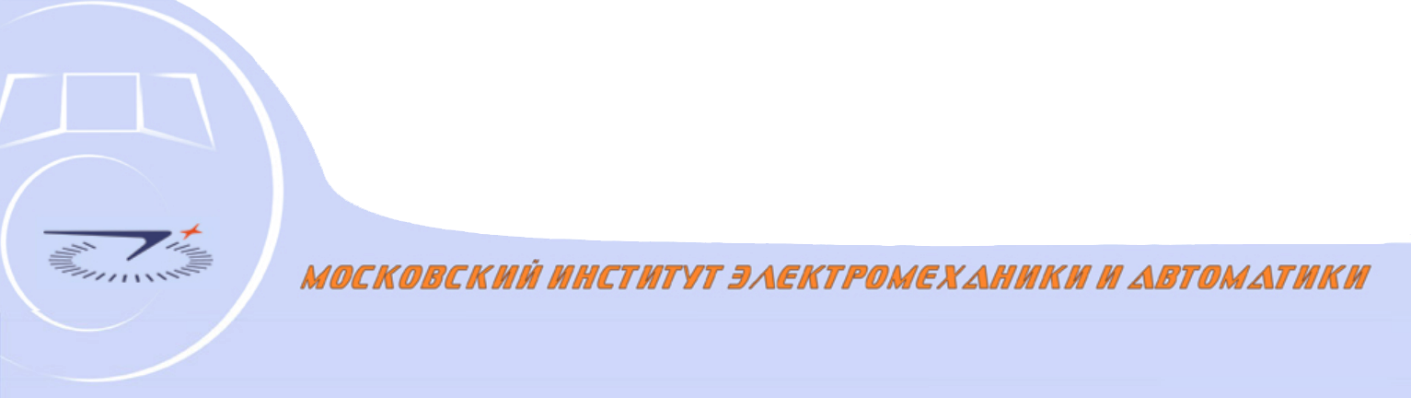 МОСКОВСКИЙ ИНСТИТУТ ЭЛЕКТРОМЕХАНИКИ И АВТОМАТИКИ